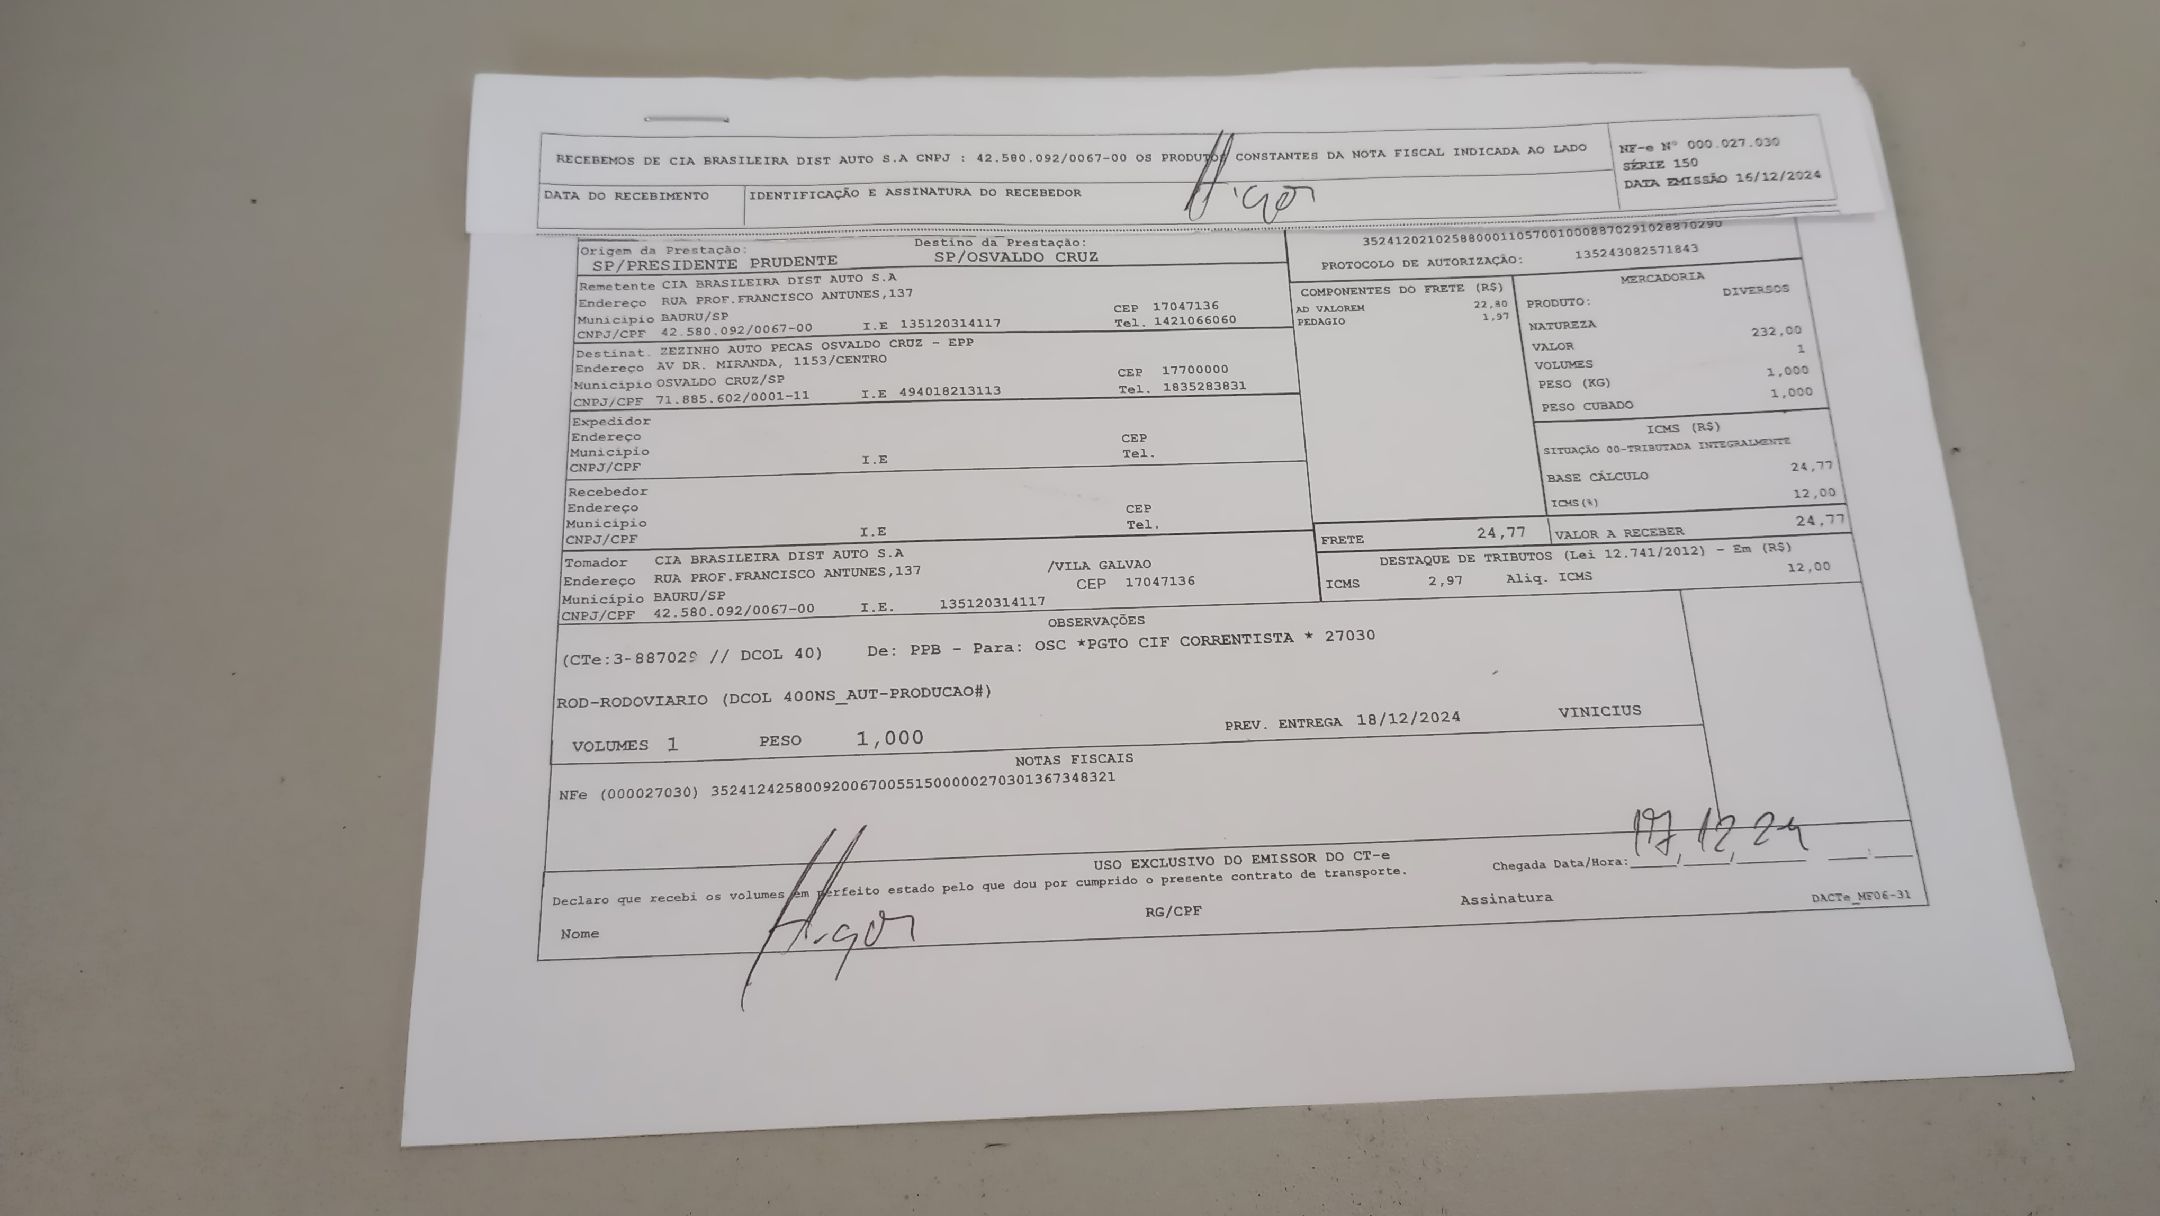 RECEBEMOS DE CIA BRASILEIRA DIST AUTO S.A CNPJ : 42.580.092/0067-00 OS PRODUTOS CONSTANTES DA NOTA FISCAL INDICADA AO LADO
NF-e Nº 000.027.030
SÉRIE 150
DATA EMISSÃO 16/12/2024
DATA DO RECEBIMENTO
IDENTIFICAÇÃO E ASSINATURA DO RECEBEDOR
Higor
Origem da Prestação:
SP/PRESIDENTE PRUDENTE
Destino da Prestação:
SP/OSVALDO CRUZ
35241202102588000110570010008870291028870290
PROTOCOLO DE AUTORIZAÇÃO: 135243082571843
Remetente CIA BRASILEIRA DIST AUTO S.A
Endereço RUA PROF.FRANCISCO ANTUNES,137
Município BAURU/SP CEP 17047136
CNPJ/CPF 42.580.092/0067-00 I.E 135120314117 Tel. 1421066060
Destinat. ZEZINHO AUTO PECAS OSVALDO CRUZ - EPP
Endereço AV DR. MIRANDA, 1153/CENTRO
Município OSVALDO CRUZ/SP CEP 17700000
CNPJ/CPF 71.885.602/0001-11 I.E 494018213113 Tel. 1835283831
Expedidor
Endereço
Município CEP
CNPJ/CPF I.E Tel.
Recebedor
Endereço
Município CEP
CNPJ/CPF I.E Tel.
Tomador CIA BRASILEIRA DIST AUTO S.A
Endereço RUA PROF.FRANCISCO ANTUNES,137 /VILA GALVAO
Município BAURU/SP CEP 17047136
CNPJ/CPF 42.580.092/0067-00 I.E. 135120314117
COMPONENTES DO FRETE (R$)
AD VALOREM 22,80
PEDAGIO 1,97
MERCADORIA
PRODUTO: DIVERSOS
NATUREZA
VALOR 232,00
VOLUMES 1
PESO (KG) 1,000
PESO CUBADO 1,000
ICMS (R$)
SITUAÇÃO 00-TRIBUTADA INTEGRALMENTE
BASE CÁLCULO 24,77
ICMS(%) 12,00
FRETE 24,77 VALOR A RECEBER 24,77
DESTAQUE DE TRIBUTOS (Lei 12.741/2012) - Em (R$)
ICMS 2,97 Aliq. ICMS 12,00
OBSERVAÇÕES
(CTe:3-887029 // DCOL 40) De: PPB - Para: OSC *PGTO CIF CORRENTISTA * 27030
ROD-RODOVIARIO (DCOL 400NS_AUT-PRODUCAO#)
VOLUMES 1 PESO 1,000 PREV. ENTREGA 18/12/2024 VINICIUS
NOTAS FISCAIS
NFe (000027030) 35241242580092006700551500000270301367348321
USO EXCLUSIVO DO EMISSOR DO CT-e
Chegada Data/Hora: 17/12/24
Declaro que recebi os volumes em perfeito estado pelo que dou por cumprido o presente contrato de transporte.
Nome Higor RG/CPF Assinatura
DACTe_MF06-31